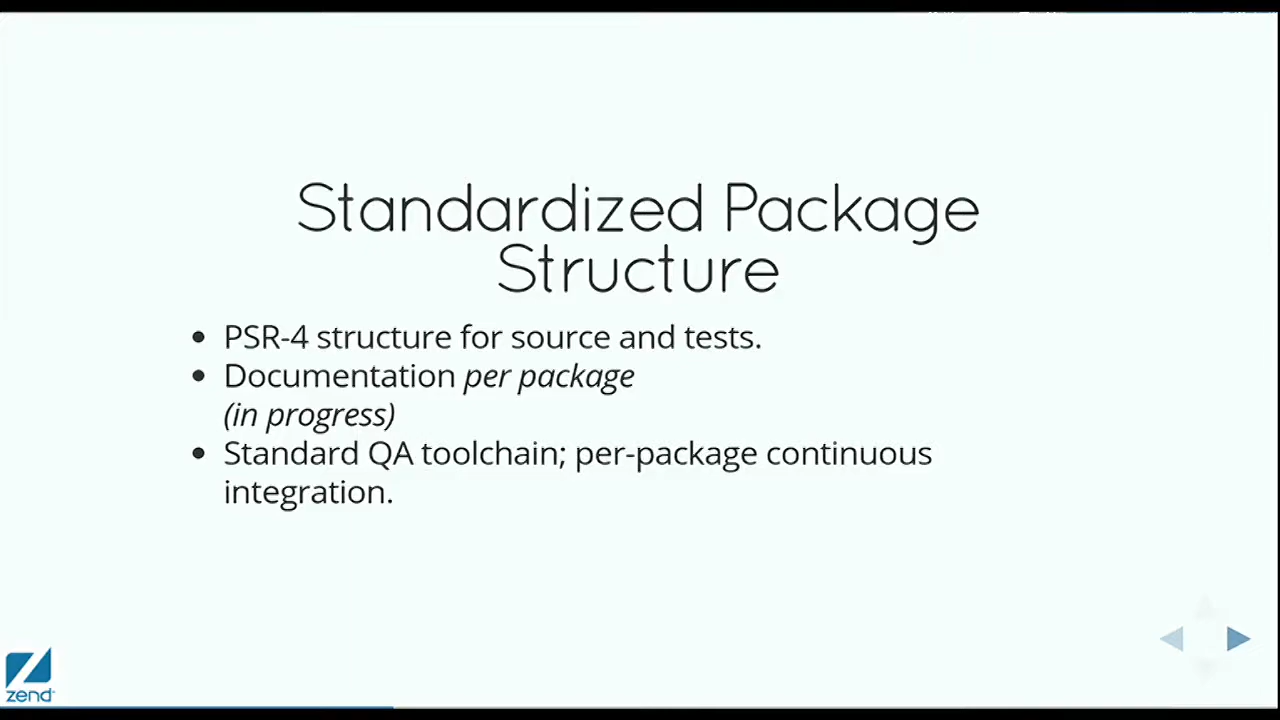 Standardized Package
Structure
PSR-4 structure for source and tests.
Documentation per package
(in progress)
Standard QA toolchain; per-package continuous
integration.
zend